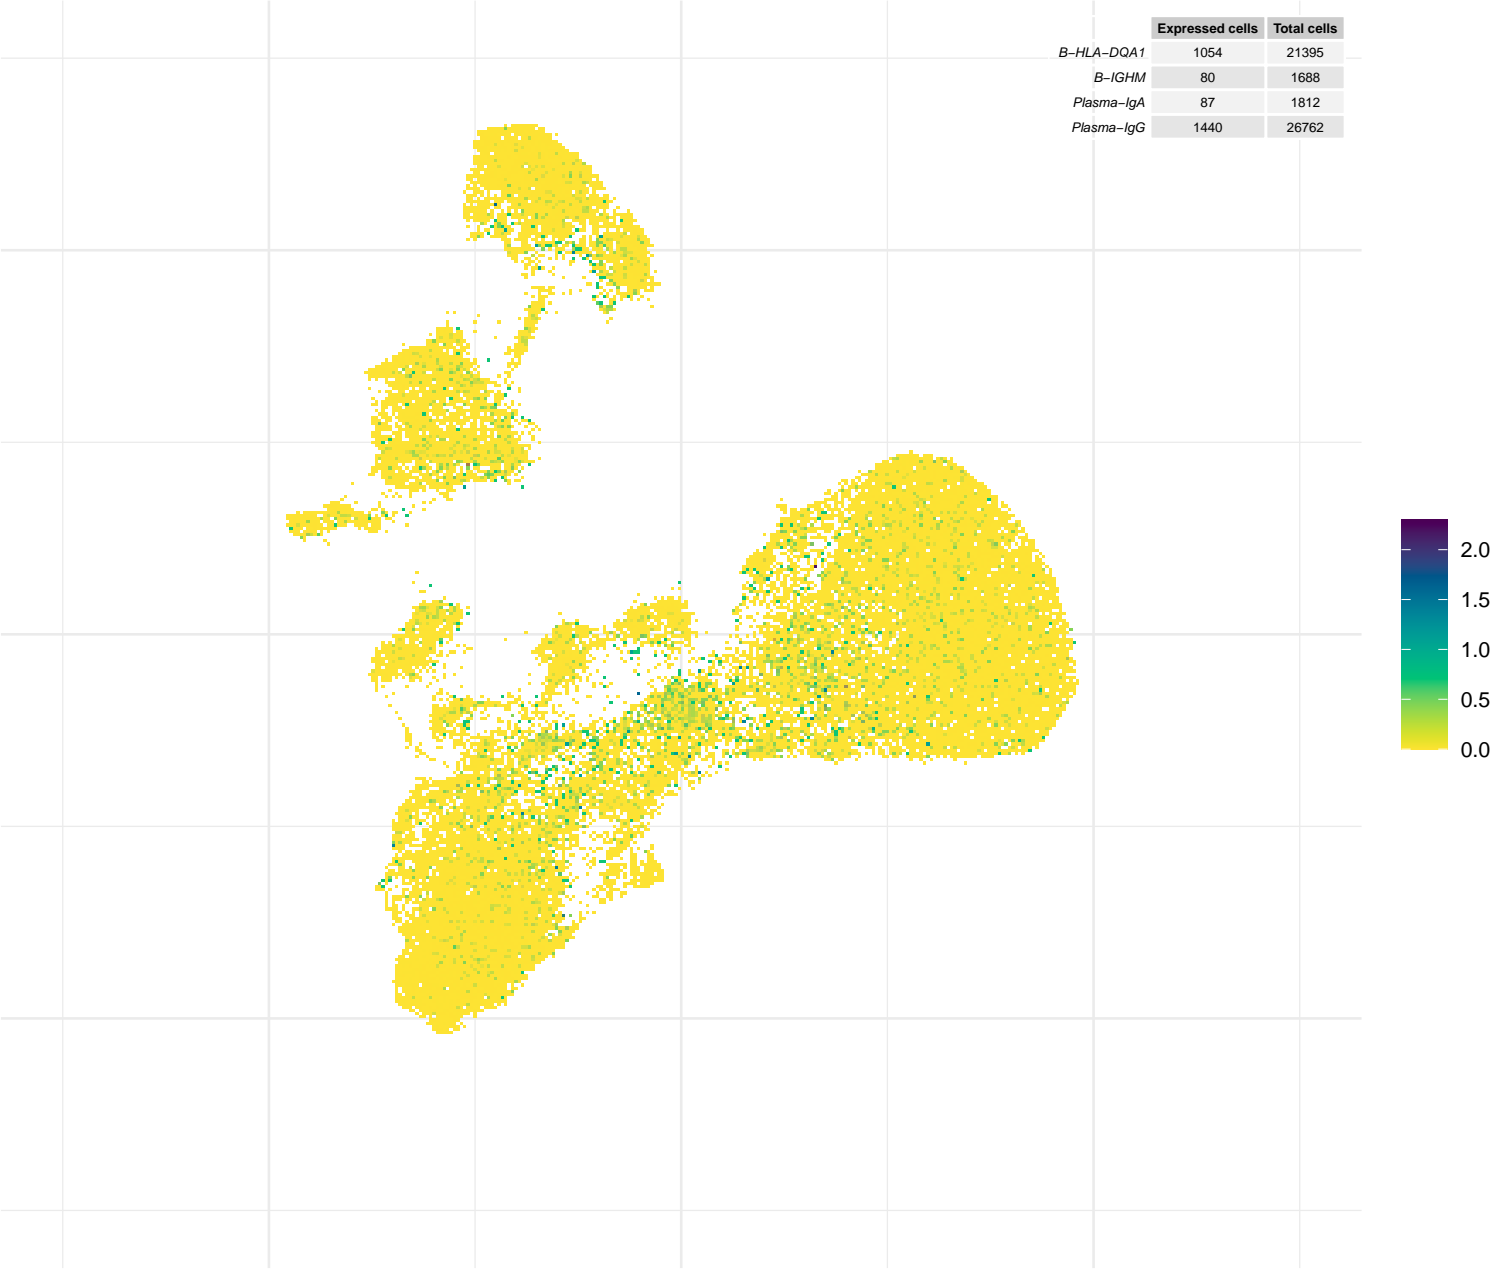 Expressed cells Total cells
B−HLA−DQA1 1054 21395
B−IGHM 80 1688
Plasma−IgA 87 1812
Plasma−IgG 1440 26762
2.0
1.5
1.0
0.5
0.0